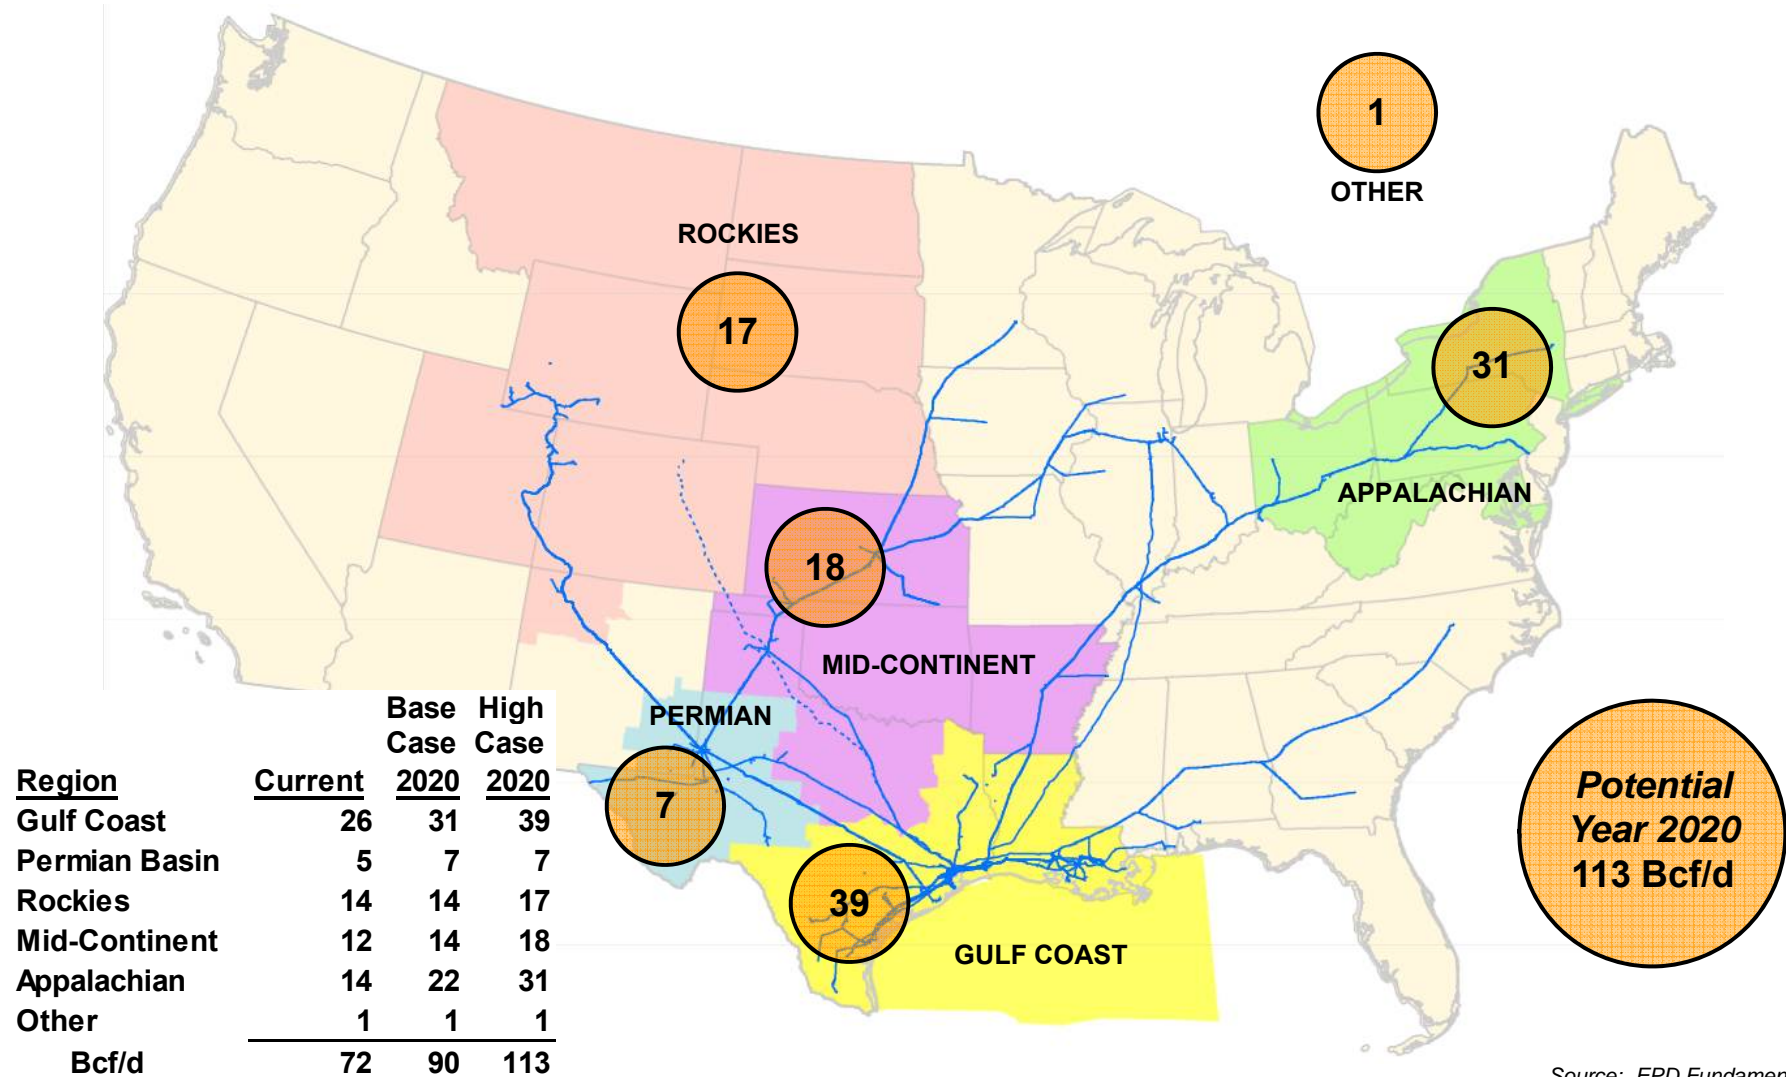 1
OTHER
ROCKIES
17
31
APPALACHIAN
18
MID-CONTINENT
PERMIAN
7
39
GULF COAST
Potential
Year 2020
113 Bcf/d
Base High
Case Case
Region Current 2020 2020
Gulf Coast 26 31 39
Permian Basin 5 7 7
Rockies 14 14 17
Mid-Continent 12 14 18
Appalachian 14 22 31
Other 1 1 1
Bcf/d 72 90 113
Source: EPD Fundamen